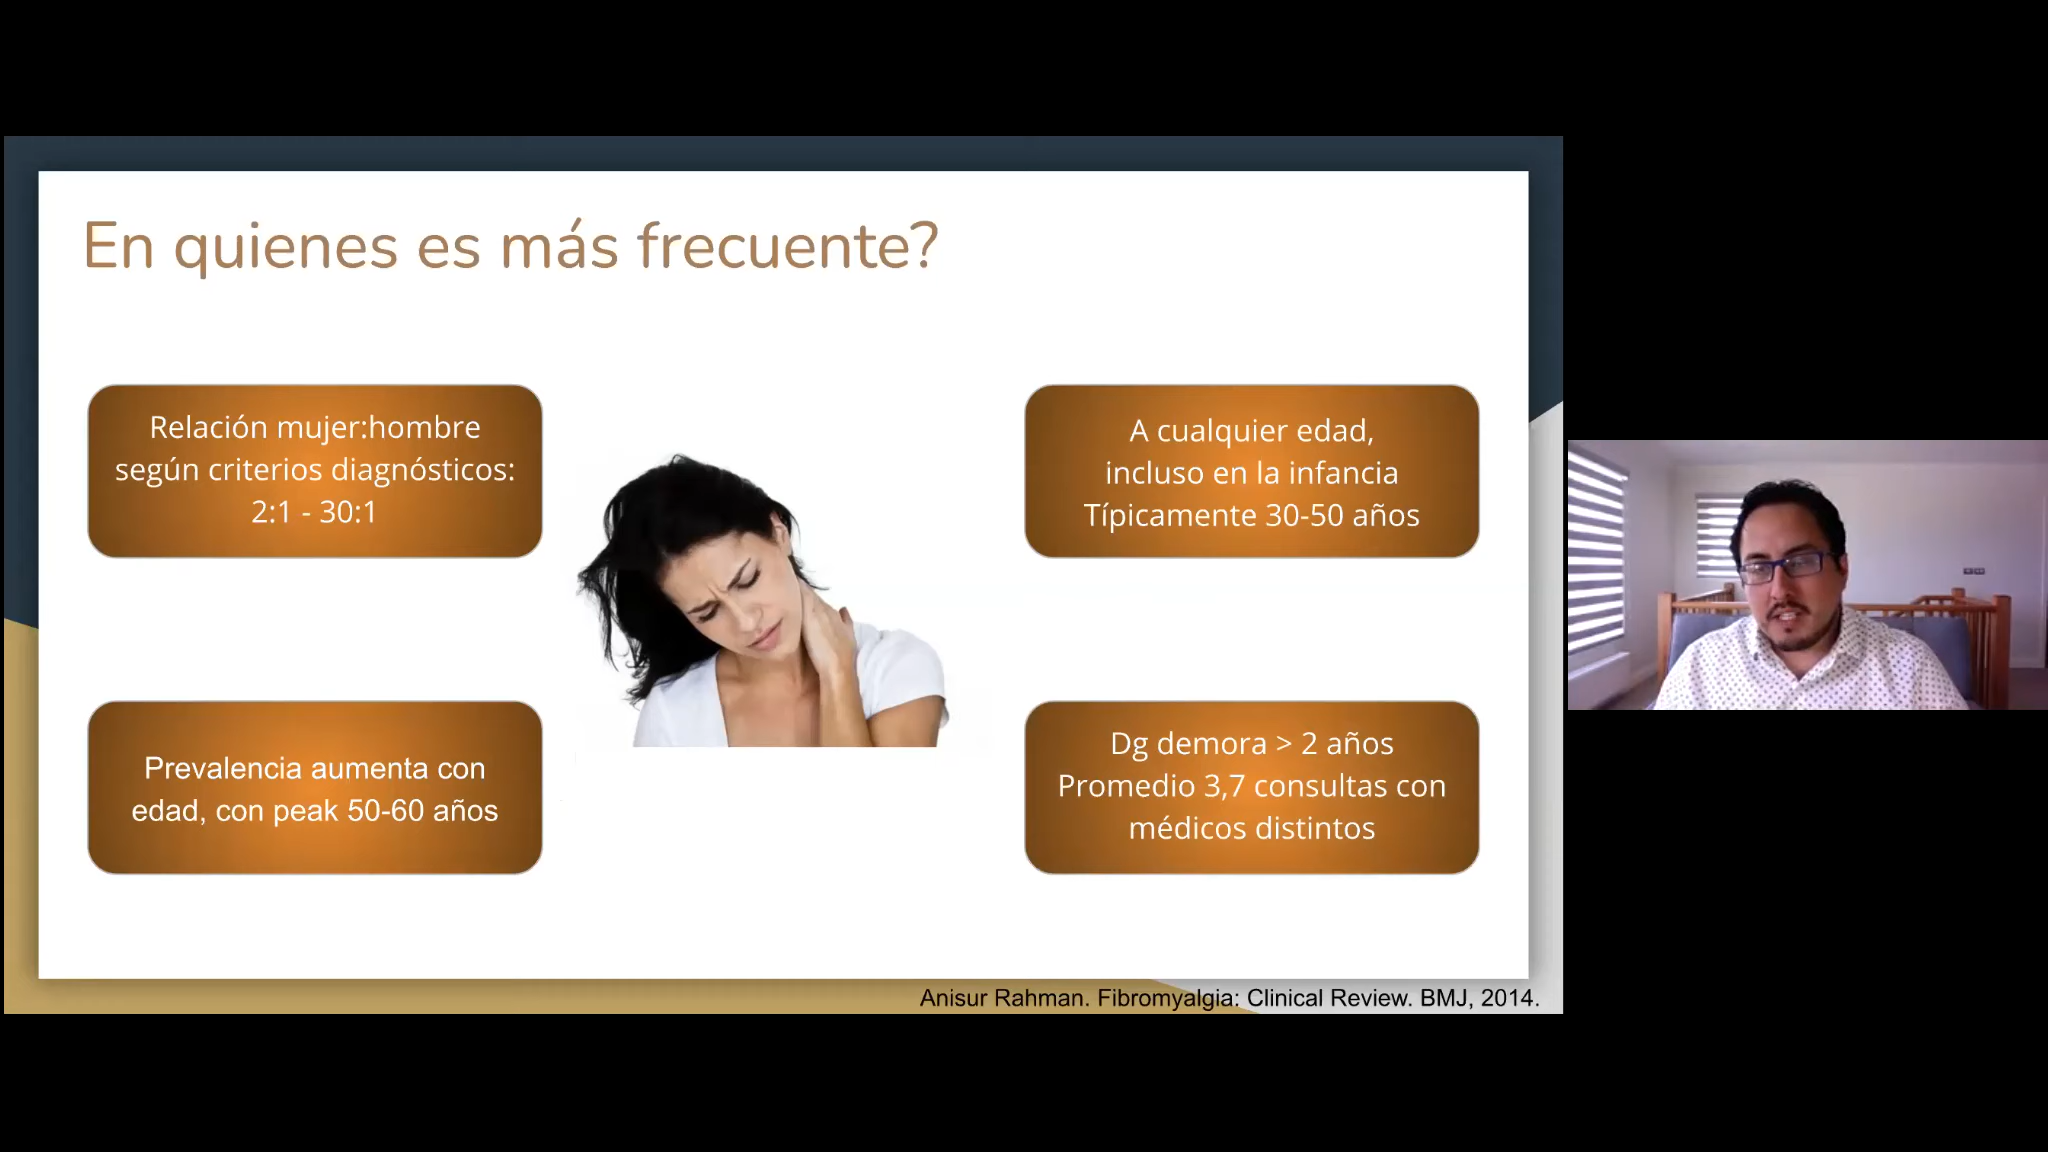 En quienes es más frecuente?
Relación mujer:hombre
según criterios diagnósticos:
2:1 - 30:1
A cualquier edad,
incluso en la infancia
Típicamente 30-50 años
Prevalencia aumenta con
edad, con peak 50-60 años
Dg demora > 2 años
Promedio 3,7 consultas con
médicos distintos
Anisur Rahman. Fibromyalgia: Clinical Review. BMJ, 2014.